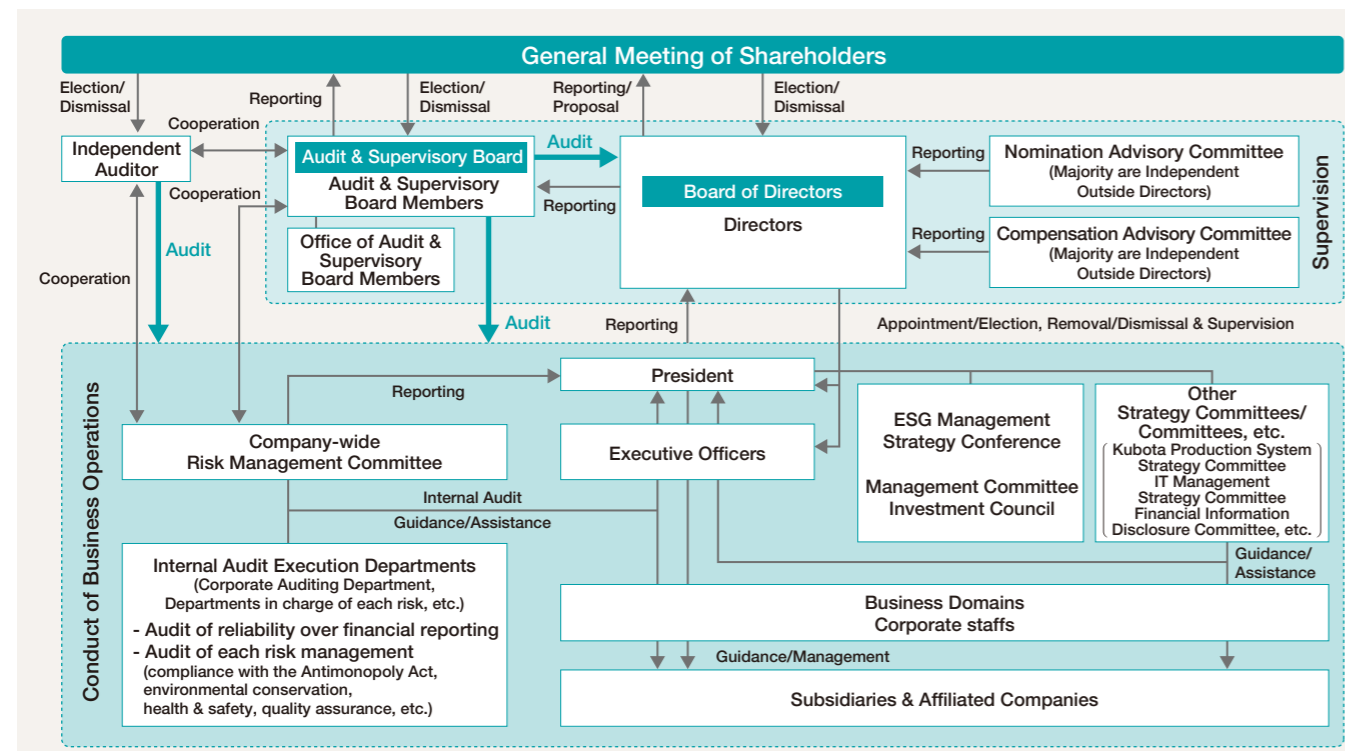 General Meeting of Shareholders
Election/
Dismissal
Reporting
Election/
Dismissal
Reporting/
Proposal
Election/
Dismissal
Cooperation
Independent
Auditor
Audit & Supervisory Board
Audit & Supervisory
Board Members
Audit
Reporting
Board of Directors
Directors
Reporting
Nomination Advisory Committee
(Majority are Independent
Outside Directors)
Reporting
Compensation Advisory Committee
(Majority are Independent
Outside Directors)
Supervision
Cooperation
Office of Audit &
Supervisory
Board Members
Audit
Cooperation
Audit
Reporting
Appointment/Election, Removal/Dismissal & Supervision
Conduct of Business Operations
Reporting
President
Company-wide
Risk Management Committee
Executive Officers
ESG Management
Strategy Conference
Management Committee
Investment Council
Other
Strategy Committees/
Committees, etc.
Kubota Production System
Strategy Committee
IT Management
Strategy Committee
Financial Information
Disclosure Committee, etc.
Internal Audit
Guidance/Assistance
Guidance/
Assistance
Internal Audit Execution Departments
(Corporate Auditing Department,
Departments in charge of each risk, etc.)
- Audit of reliability over financial reporting
- Audit of each risk management
(compliance with the Antimonopoly Act,
environmental conservation,
health & safety, quality assurance, etc.)
Business Domains
Corporate staffs
Guidance/Management
Subsidiaries & Affiliated Companies